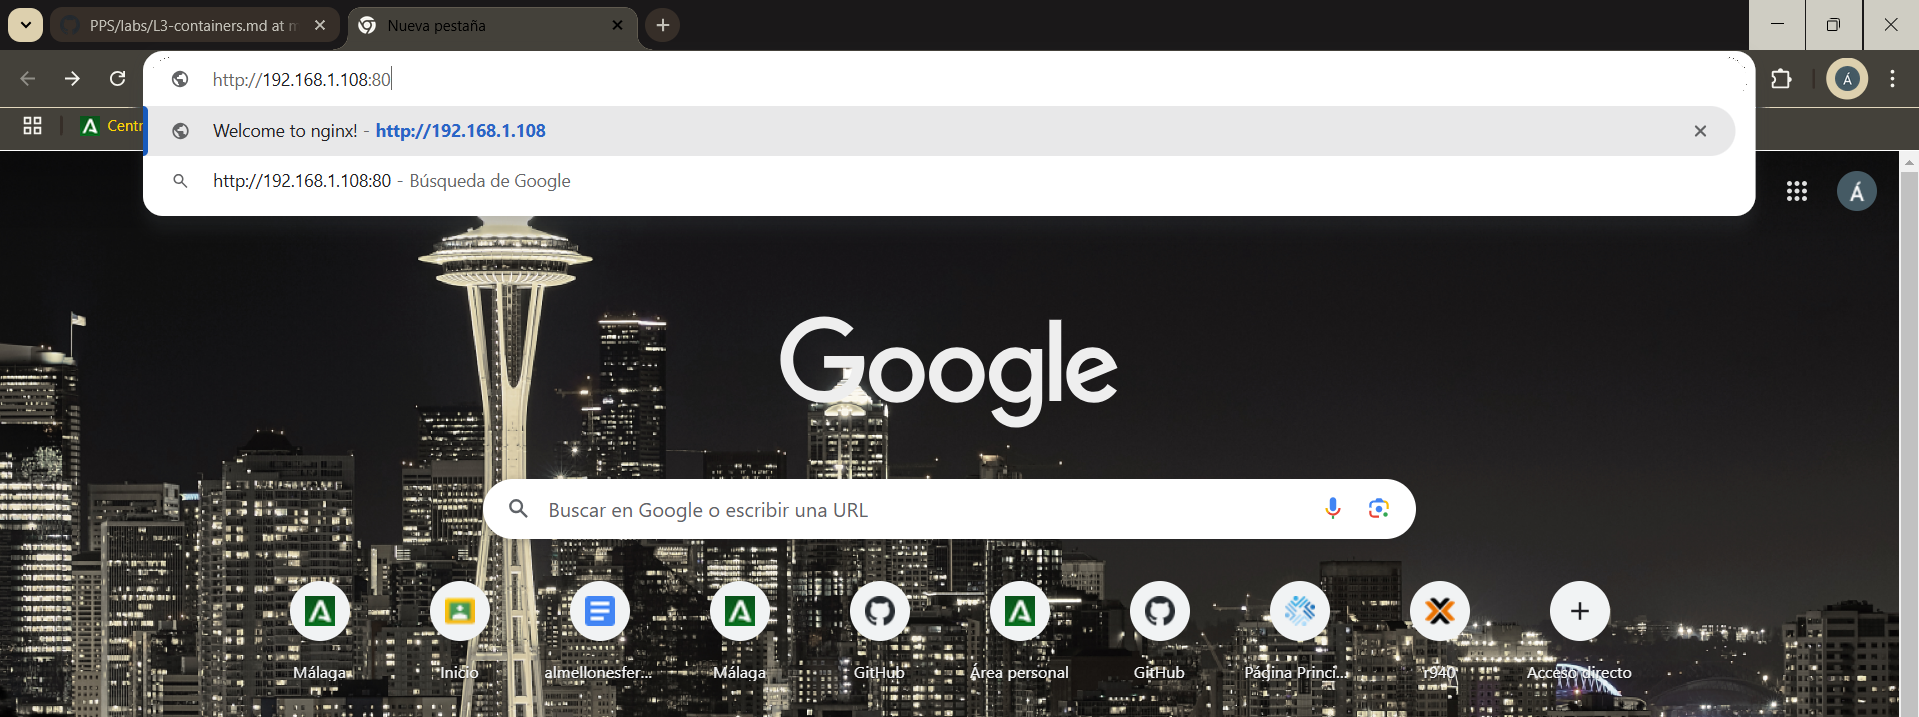 PPS/labs/L3-containers.md at m
Nueva pestaña
http://192.168.1.108:80
Á
Centr
Welcome to nginx! - http://192.168.1.108
http://192.168.1.108:80 - Búsqueda de Google
Á
Google
Buscar en Google o escribir una URL
Málaga
Inicio
almellonesfer...
Málaga
GitHub
Área personal
GitHub
Página Princi...
r940
Acceso directo